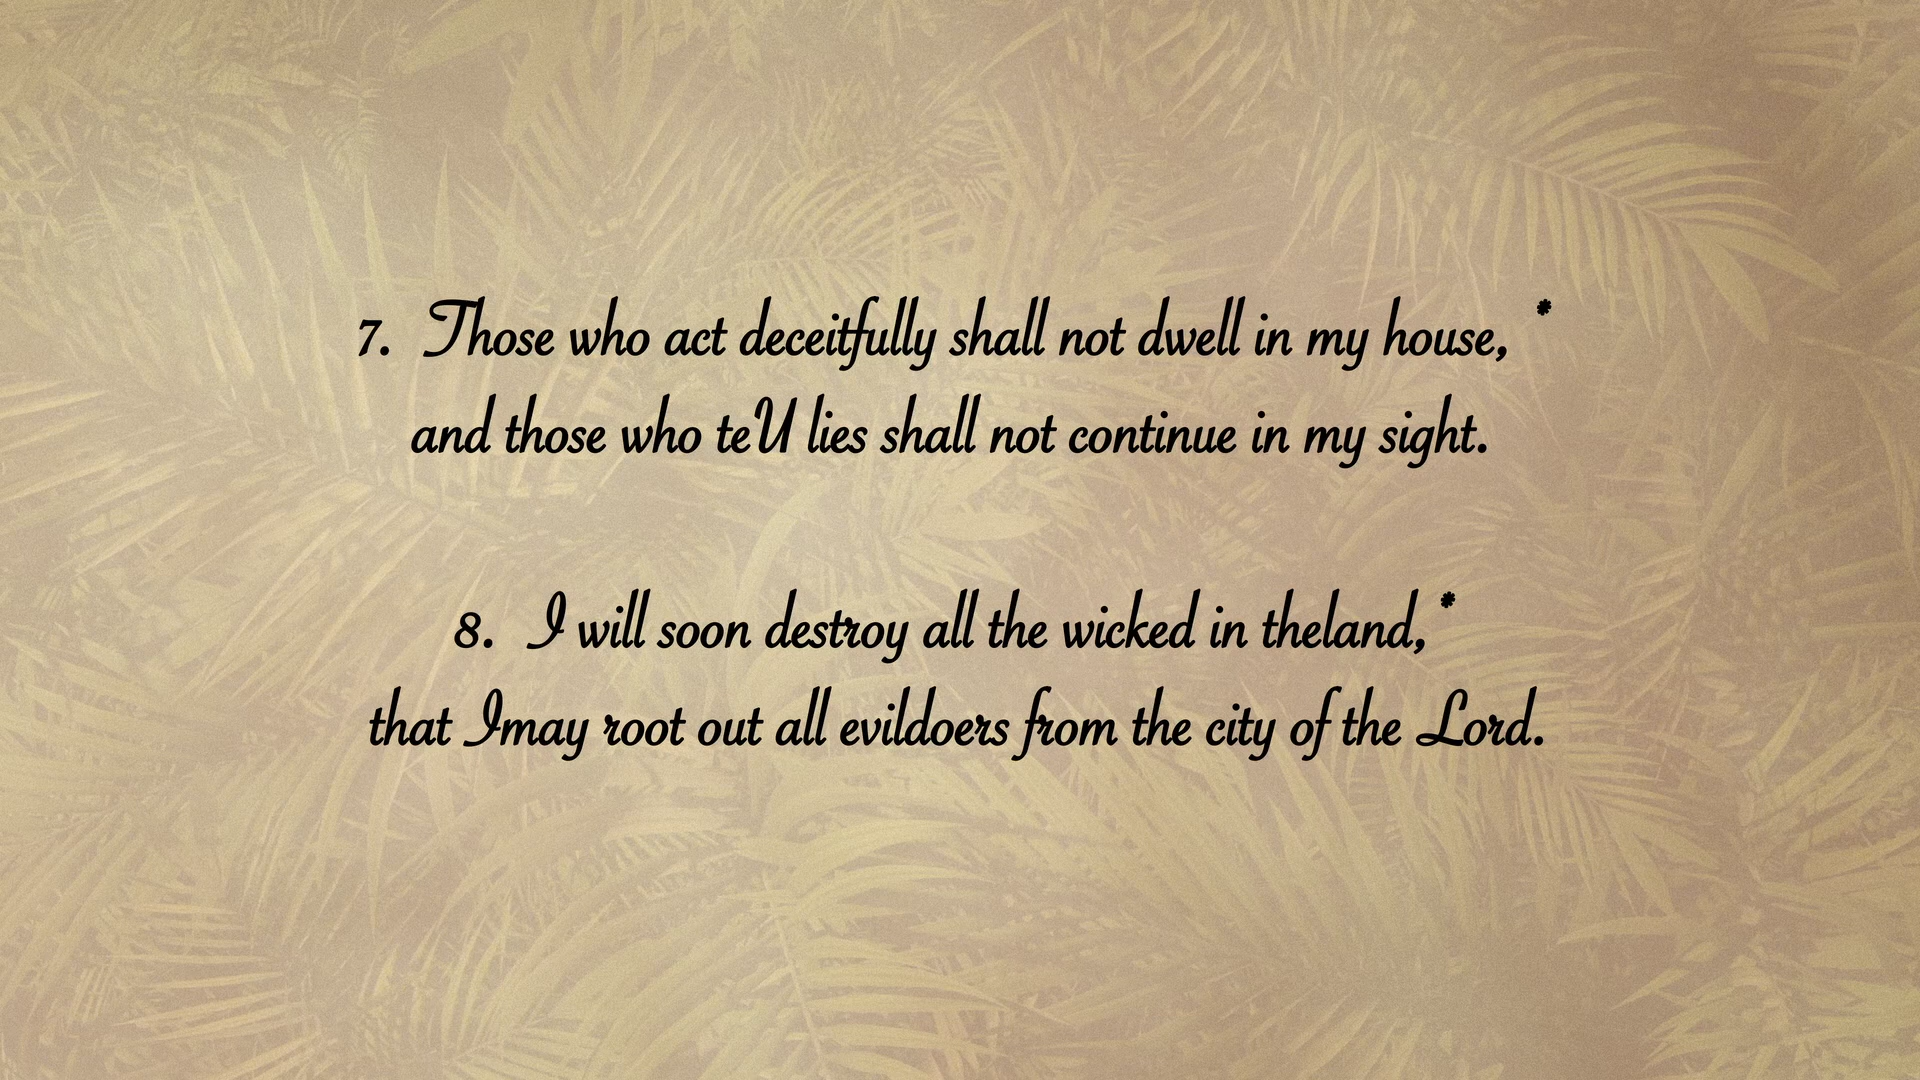 7. Those who act deceitfully shall not dwell in my house, *
and those who teU lies shall not continue in my sight.
8. I will soon destroy all the wicked in theland,*
that Imay root out all evildoers from the city of the Lord.